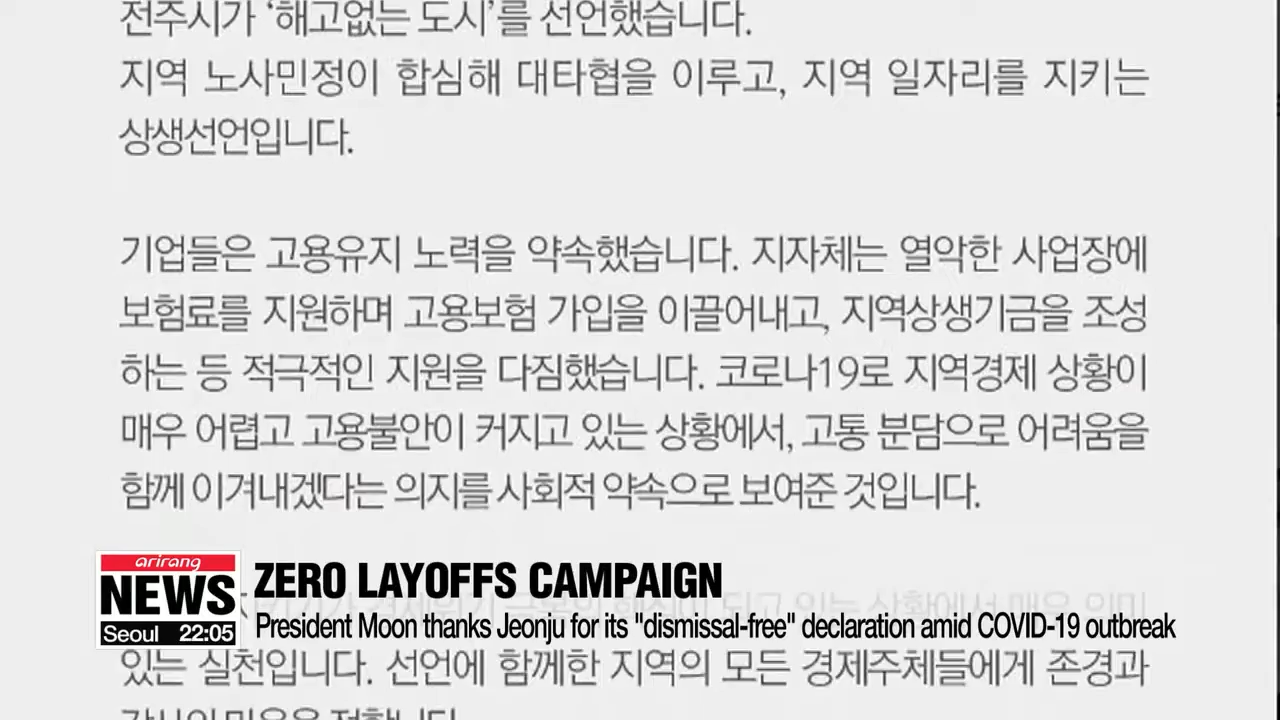 전주시가 ‘해고없는 도시’를 선언했습니다.
지역 노사민정이 합심해 대타협을 이루고, 지역 일자리를 지키는
상생선언입니다.
기업들은 고용유지 노력을 약속했습니다. 지자체는 열악한 사업장에
보험료를 지원하며 고용보험 가입을 이끌어내고, 지역상생기금을 조성
하는 등 적극적인 지원을 다짐했습니다. 코로나19로 지역경제 상황이
매우 어렵고 고용불안이 커지고 있는 상황에서, 고통 분담으로 어려움을
함께 이겨내겠다는 의지를 사회적 약속으로 보여준 것입니다.
arirang
NEWS
Seoul 22:05
ZERO LAYOFFS CAMPAIGN
President Moon thanks Jeonju for its "dismissal-free" declaration amid COVID-19 outbreak
있는 실천입니다. 선언에 함께한 지역의 모든 경제주체들에게 존경과